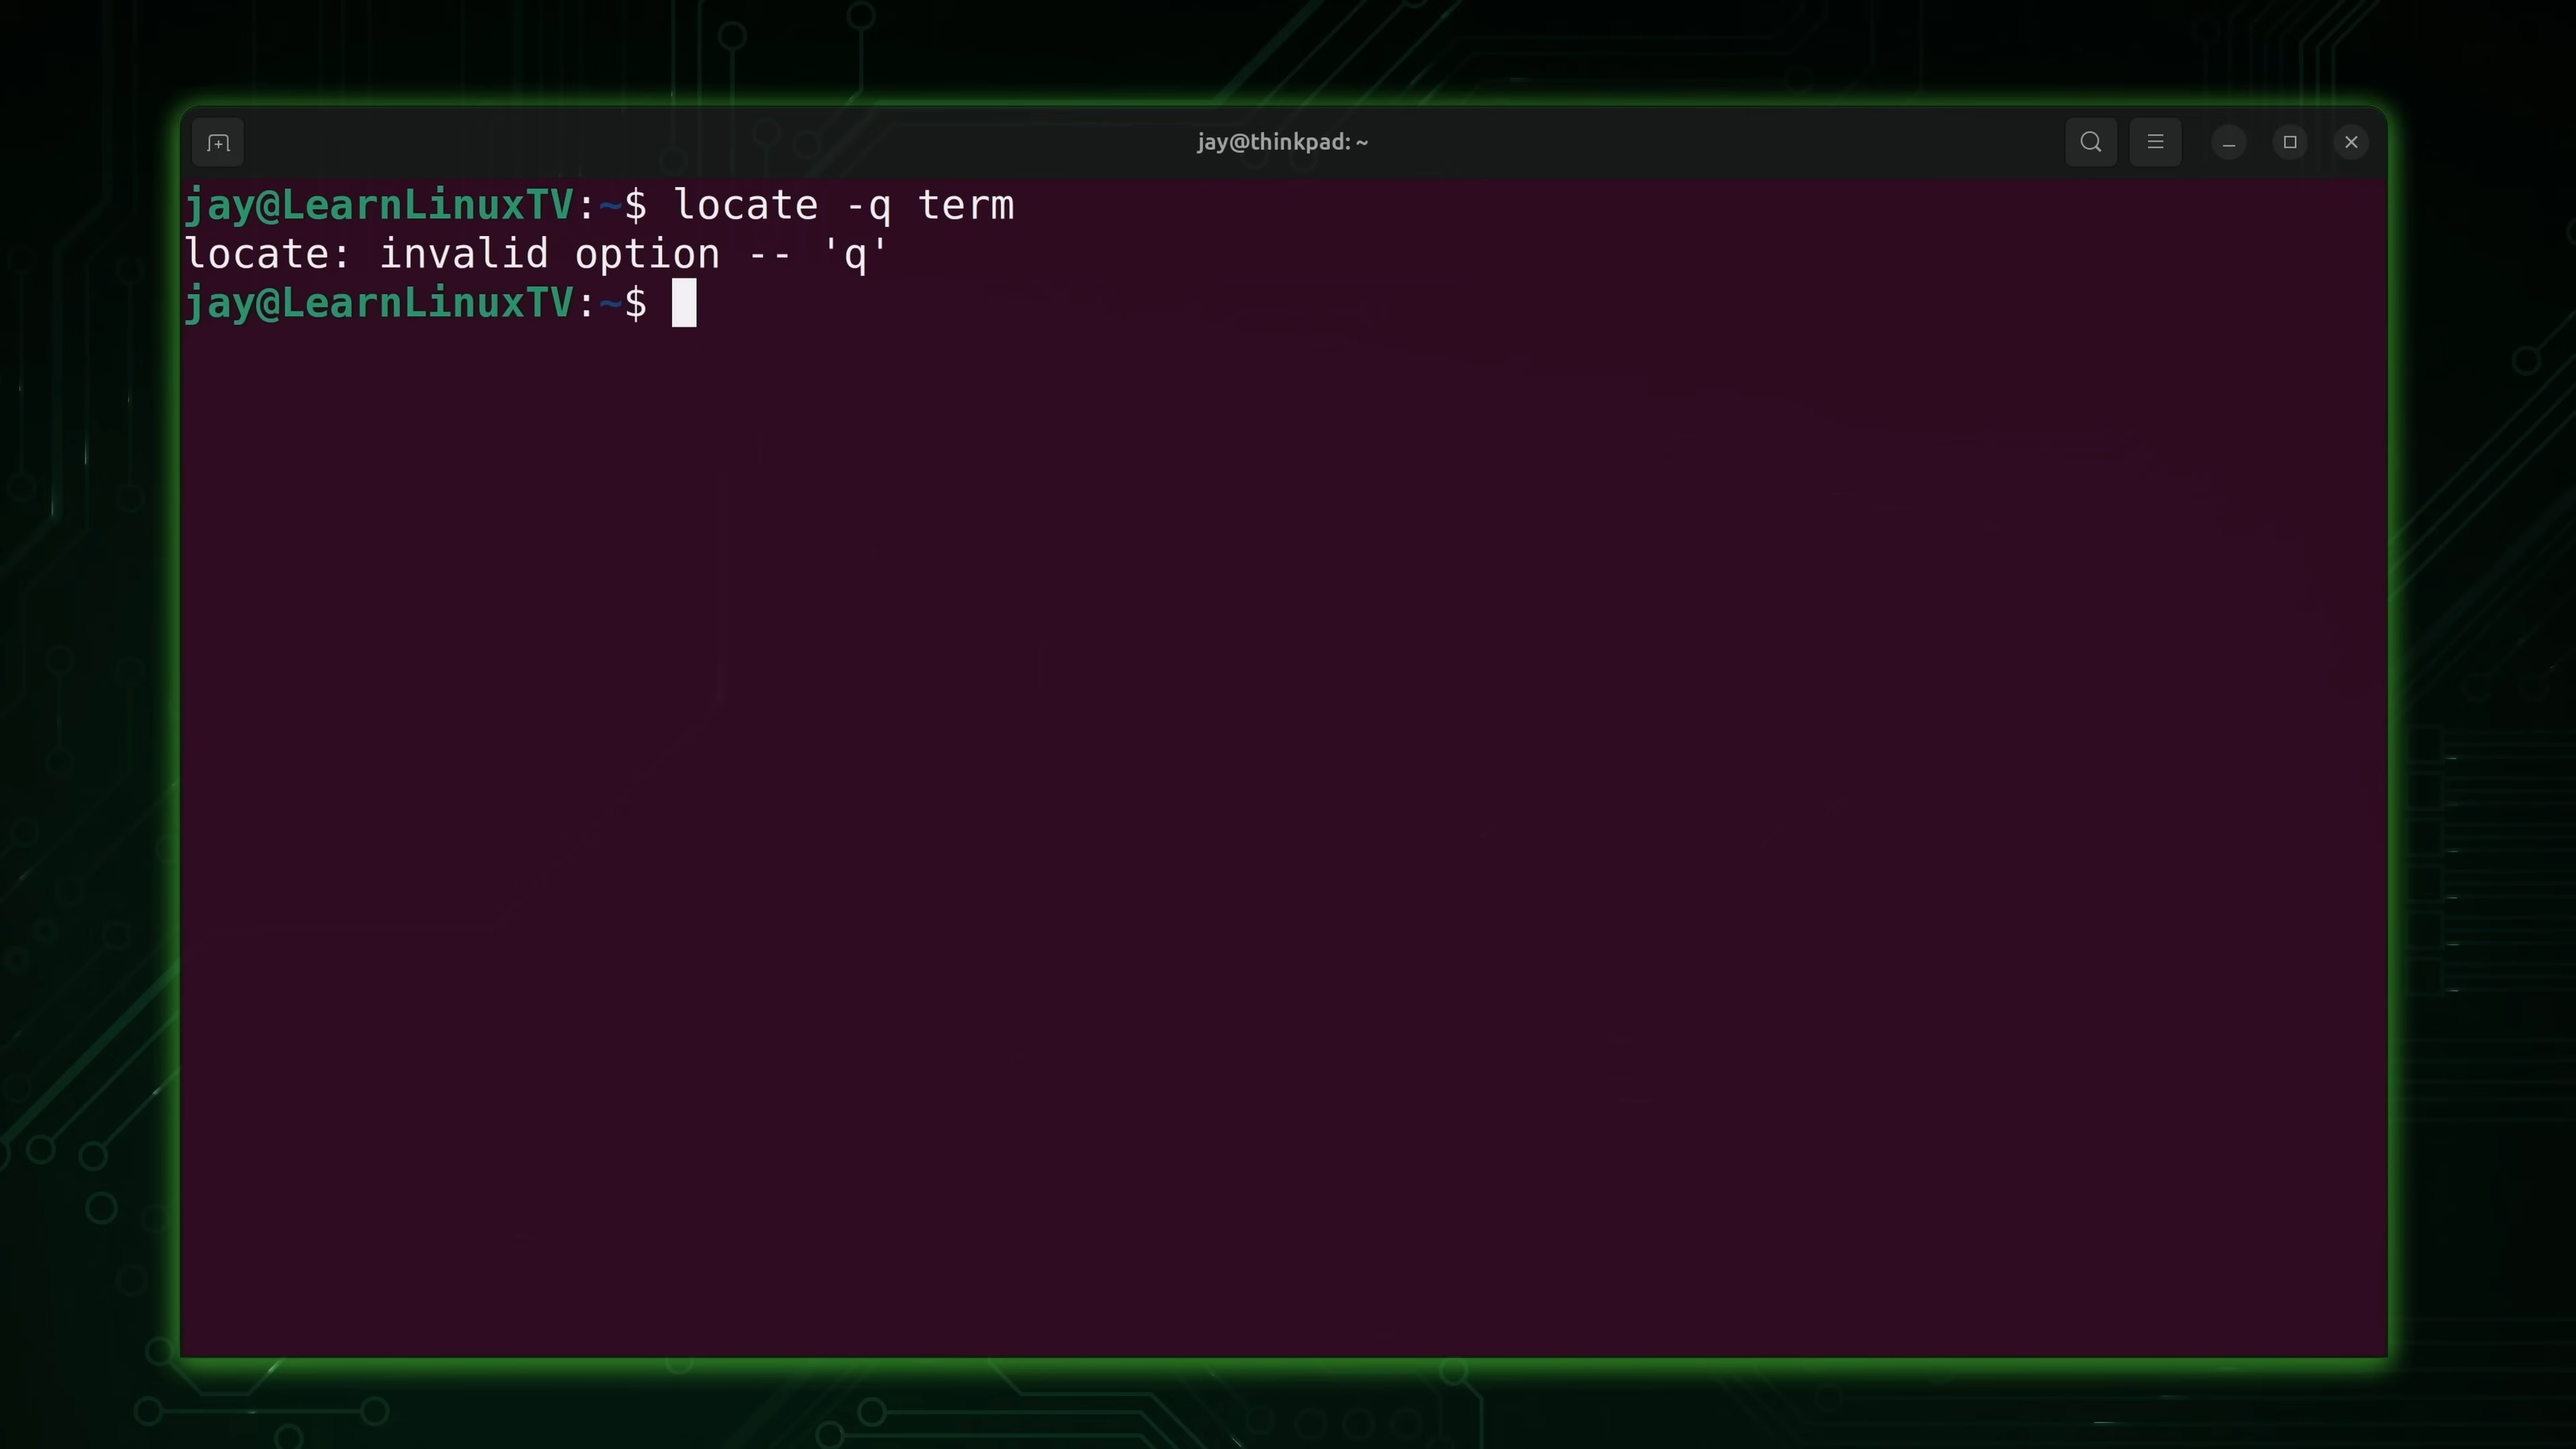 jay@thinkpad: ~
jay@LearnLinuxTV:~$ locate -q term
locate: invalid option -- 'q'
jay@LearnLinuxTV:~$